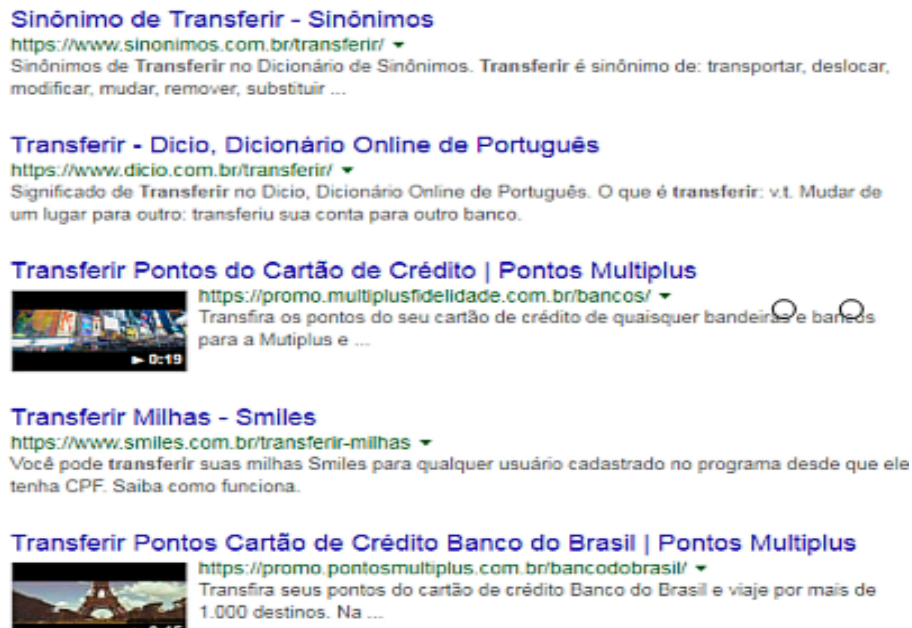 Sinônimo de Transferir - Sinônimos
https://www.sinonimos.com.br/transferir/
Sinônimos de Transferir no Dicionário de Sinônimos. Transferir é sinônimo de: transportar, deslocar,
modificar, mudar, remover, substituir ...
Transferir - Dicio, Dicionário Online de Português
https://www.dicio.com.br/transferir/
Significado de Transferir no Dicio, Dicionário Online de Português. O que é transferir: v.t. Mudar de
um lugar para outro: transferiu sua conta para outro banco.
Transferir Pontos do Cartão de Crédito | Pontos Multiplus
https://promo.multiplusfidelidade.com.br/bancos/
Transfira os pontos do seu cartão de crédito de quaisquer bandeiras e bancos
para a Mutiplus e ...
0:19
Transferir Milhas - Smiles
https://www.smiles.com.br/transferir-milhas
Você pode transferir suas milhas Smiles para qualquer usuário cadastrado no programa desde que ele
tenha CPF. Saiba como funciona.
Transferir Pontos Cartão de Crédito Banco do Brasil | Pontos Multiplus
https://promo.pontosmultiplus.com.br/bancodobrasil/
Transfira seus pontos do cartão de crédito Banco do Brasil e viaje por mais de
1.000 destinos. Na ...